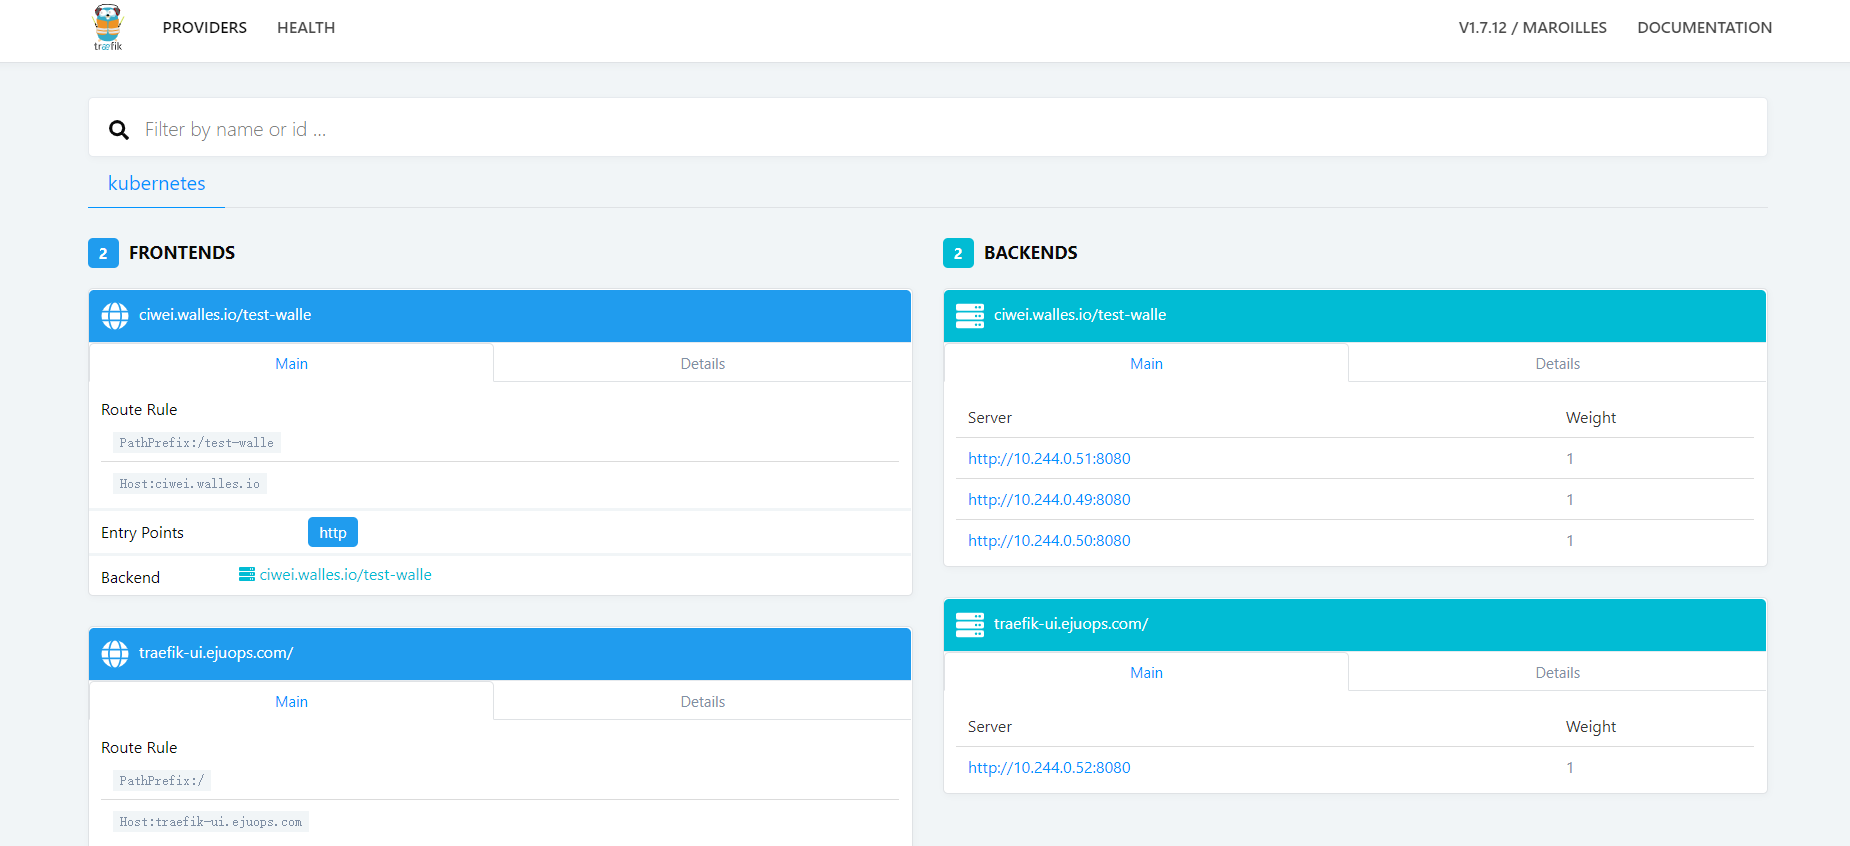 træfik PROVIDERS HEALTH V1.7.12 / MAROILLES DOCUMENTATION
Filter by name or id ...
kubernetes
2 FRONTENDS
ciwei.walles.io/test-walle
Main Details
Route Rule
PathPrefix:/test-walle
Host:ciwei.walles.io
Entry Points http
Backend ciwei.walles.io/test-walle
traefik-ui.ejuops.com/
Main Details
Route Rule
PathPrefix:/
Host:traefik-ui.ejuops.com
2 BACKENDS
ciwei.walles.io/test-walle
Main Details
Server Weight
http://10.244.0.51:8080 1
http://10.244.0.49:8080 1
http://10.244.0.50:8080 1
traefik-ui.ejuops.com/
Main Details
Server Weight
http://10.244.0.52:8080 1